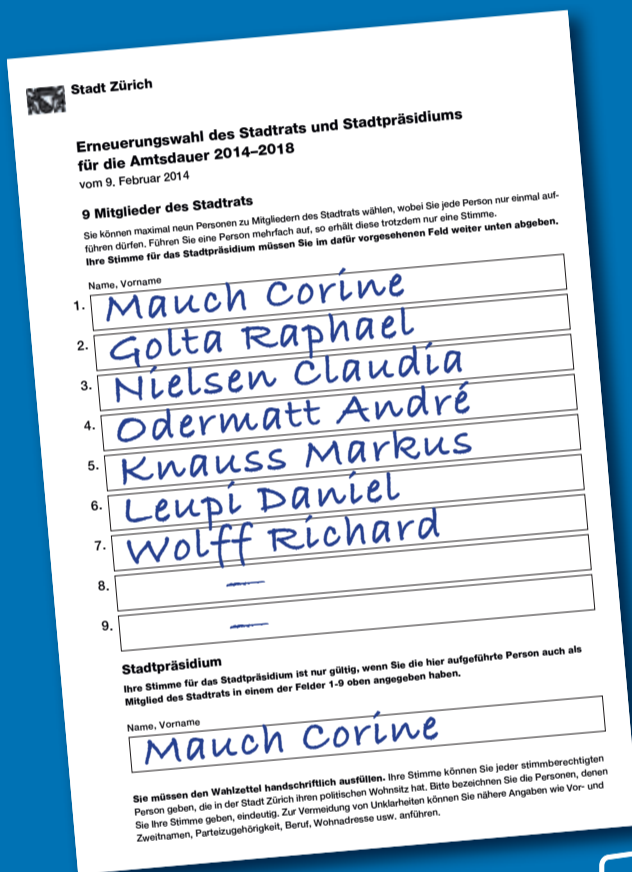 Stadt Zürich
Erneuerungswahl des Stadtrats und Stadtpräsidiums
für die Amtsdauer 2014–2018
vom 9. Februar 2014
9 Mitglieder des Stadtrats
Sie können maximal neun Personen zu Mitgliedern des Stadtrats wählen, wobei Sie jede Person nur einmal auf-
führen dürfen. Führen Sie eine Person mehrfach auf, so erhält diese trotzdem nur eine Stimme.
Ihre Stimme für das Stadtpräsidium müssen Sie im dafür vorgesehenen Feld weiter unten abgeben.
Name, Vorname
1. Mauch Corine
2. Golta Raphael
3. Nielsen Claudia
4. Odermatt André
5. Knauss Markus
6. Leupi Daniel
7. Wolff Richard
8. —
9. —
Stadtpräsidium
Ihre Stimme für das Stadtpräsidium ist nur gültig, wenn Sie die hier aufgeführte Person auch als
Mitglied des Stadtrats in einem der Felder 1-9 oben angegeben haben.
Name, Vorname
Mauch Corine
Sie müssen den Wahlzettel handschriftlich ausfüllen. Ihre Stimme können Sie jeder stimmberechtigten
Person geben, die in der Stadt Zürich ihren politischen Wohnsitz hat. Bitte bezeichnen Sie die Personen, denen
Sie Ihre Stimme geben, eindeutig. Zur Vermeidung von Unklarheiten können Sie nähere Angaben wie Vor- und
Zweitnamen, Parteizugehörigkeit, Beruf, Wohnadresse usw. anführen.